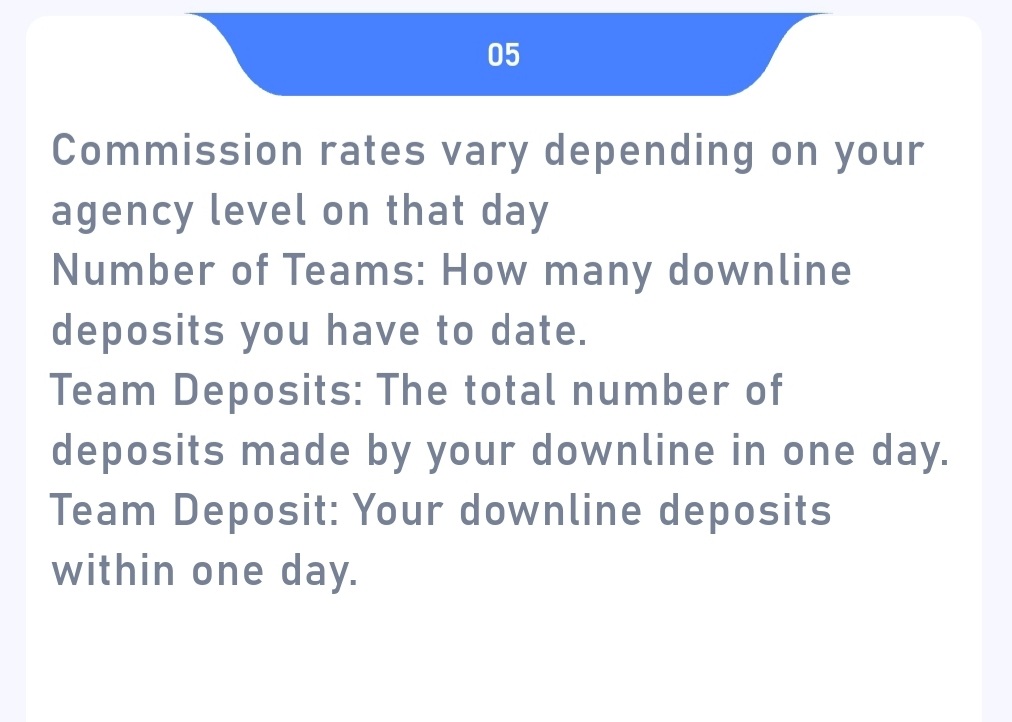 05
Commission rates vary depending on your
agency level on that day
Number of Teams: How many downline
deposits you have to date.
Team Deposits: The total number of
deposits made by your downline in one day.
Team Deposit: Your downline deposits
within one day.